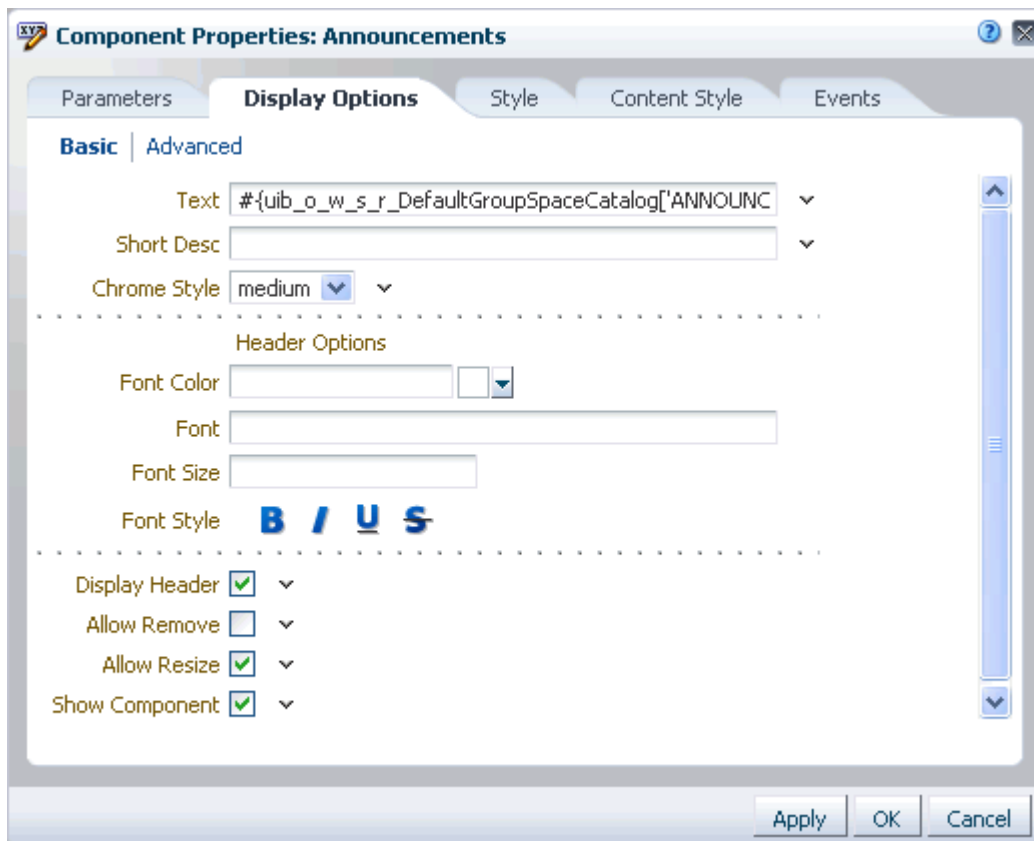 Component Properties: Announcements
Parameters Display Options Style Content Style Events
Basic Advanced
Text #{uib_o_w_s_r_DefaultGroupSpaceCatalog['ANNOUNC
Short Desc
Chrome Style medium
Header Options
Font Color
Font
Font Size
Font Style B I U S
Display Header
Allow Remove
Allow Resize
Show Component
Apply OK Cancel